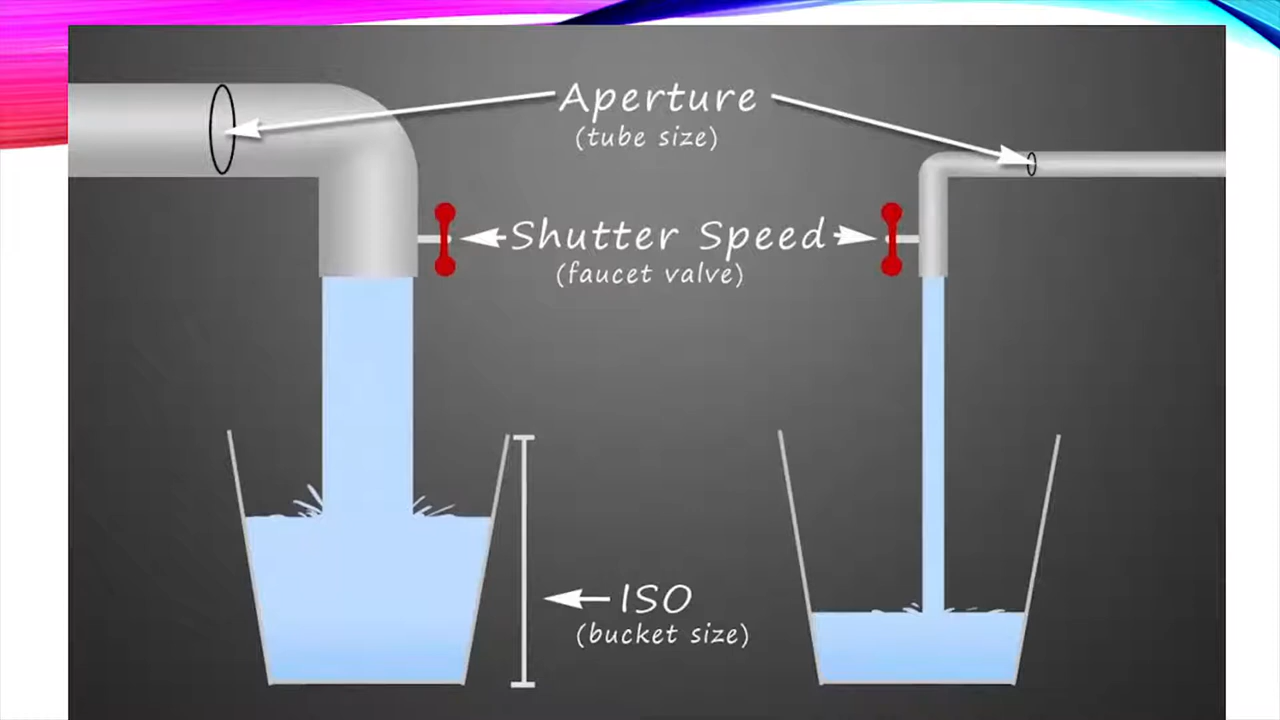 Aperture
(tube size)
Shutter Speed
(faucet valve)
ISO
(bucket size)